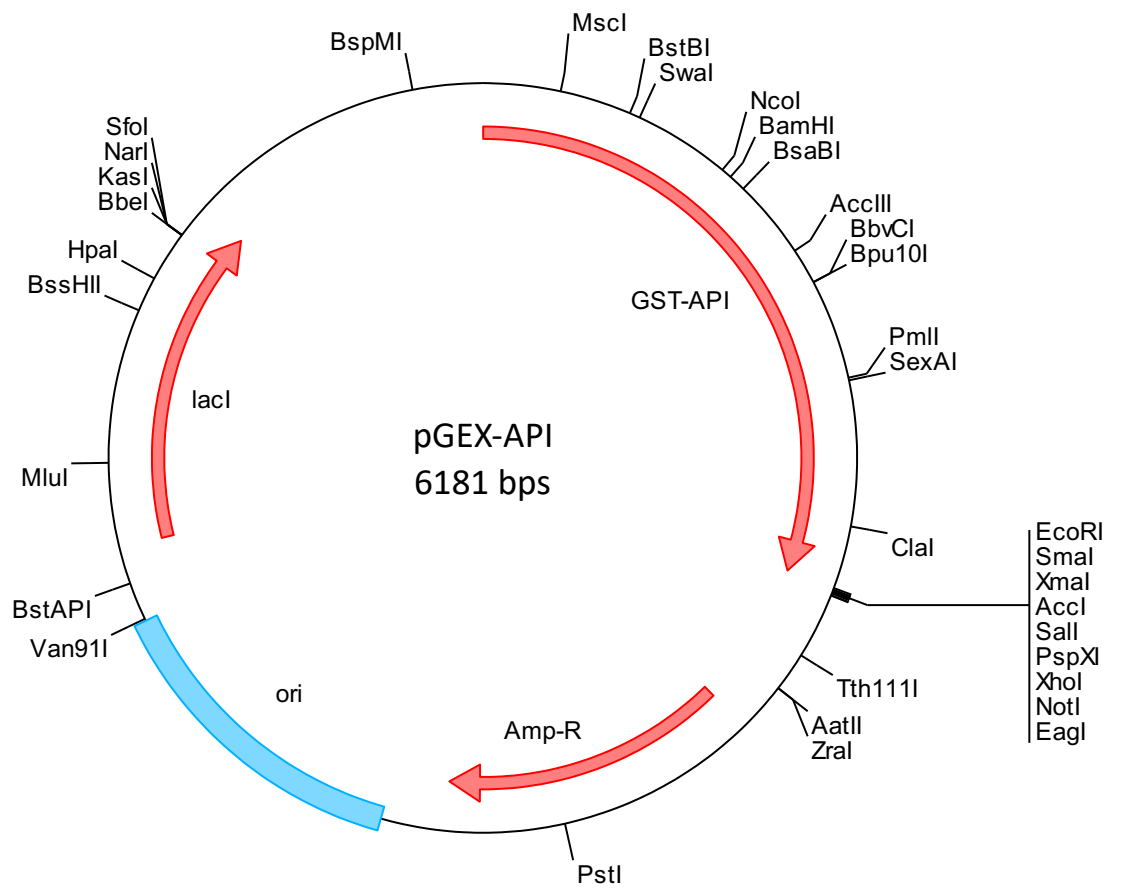 MscI
BspMI
BstBI
SwaI
NcoI
BamHI
BsaBI
SfoI
NarI
KasI
BbeI
AccIII
BbvCI
Bpu10I
HpaI
BssHII
GST-API
PmlI
SexAI
lacI
pGEX-API
6181 bps
MluI
ClaI
EcoRI
SmaI
XmaI
AccI
SalI
PspXI
XhoI
NotI
EagI
BstAPI
Van91I
Tth111I
ori
Amp-R
AatII
ZraI
PstI